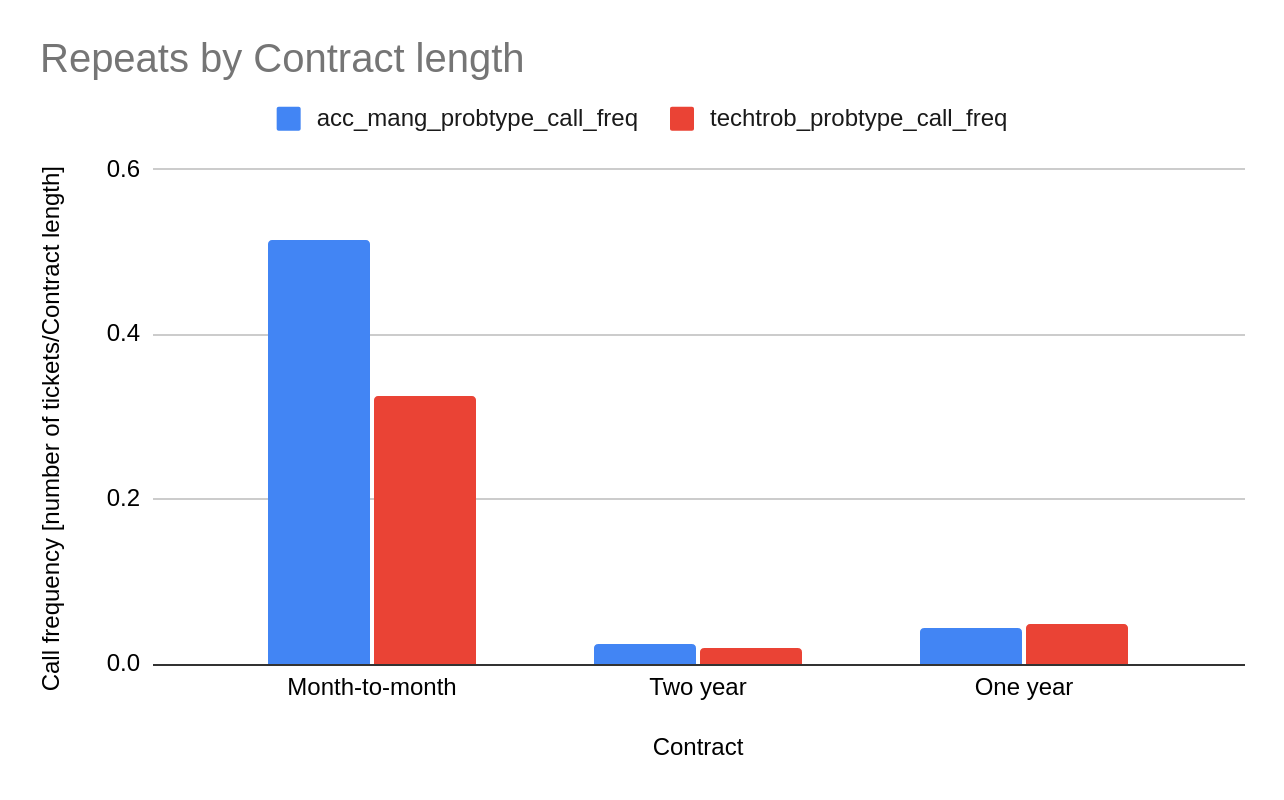 Repeats by Contract length
acc_mang_probtype_call_freq
techtrob_probtype_call_freq
Call frequency [number of tickets/Contract length]
0.6
0.4
0.2
0.0
Month-to-month
Two year
One year
Contract